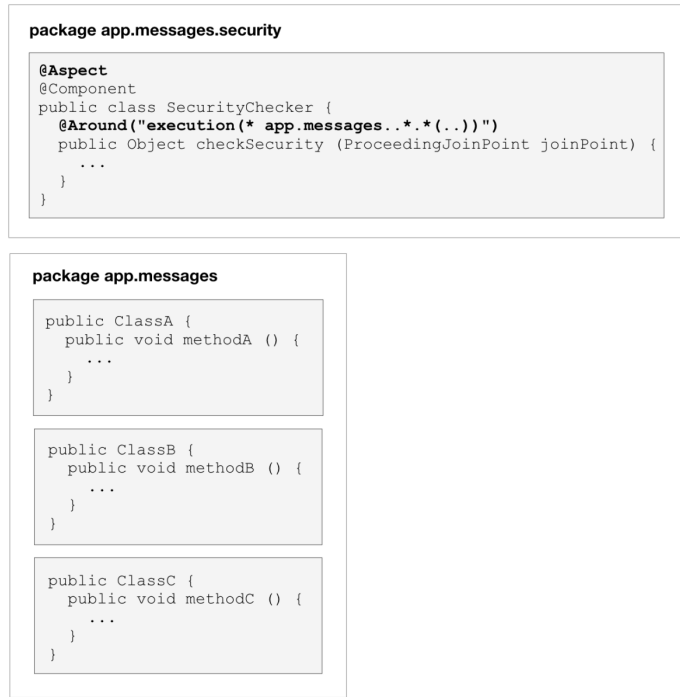 package app.messages.security
@Aspect
@Component
public class SecurityChecker {
  @Around("execution(* app.messages..*.*(..))")
  public Object checkSecurity (ProceedingJoinPoint joinPoint) {
    ...
  }
}
package app.messages
public ClassA {
  public void methodA () {
    ...
  }
}
public ClassB {
  public void methodB () {
    ...
  }
}
public ClassC {
  public void methodC () {
    ...
  }
}